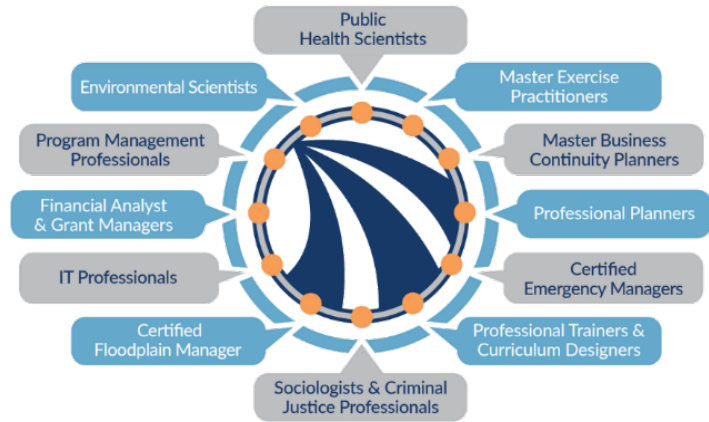 Public
Health Scientists
Environmental Scientists
Master Exercise
Practitioners
Program Management
Professionals
Master Business
Continuity Planners
Financial Analyst
& Grant Managers
Professional Planners
IT Professionals
Certified
Emergency Managers
Certified
Floodplain Manager
Professional Trainers &
Curriculum Designers
Sociologists & Criminal
Justice Professionals